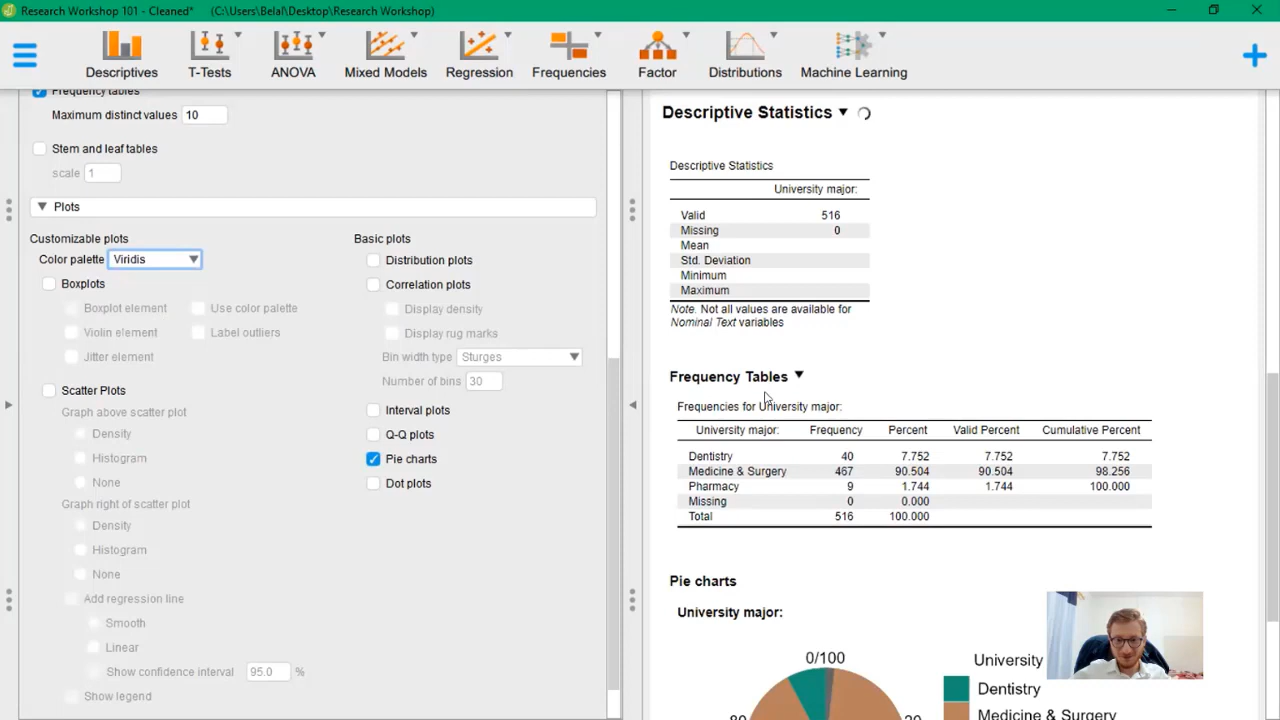 Research Workshop 101 - Cleaned* (C:\Users\Belal\Desktop\Research Workshop)
Descriptives T-Tests ANOVA Mixed Models Regression Frequencies Factor Distributions Machine Learning
Frequency tables
Maximum distinct values 10
Stem and leaf tables
scale 1
Plots
Customizable plots
Color palette Viridis
Boxplots
Boxplot element Use color palette
Violin element Label outliers
Jitter element
Scatter Plots
Graph above scatter plot
Density
Histogram
None
Graph right of scatter plot
Density
Histogram
None
Add regression line
Smooth
Linear
Show confidence interval 95.0 %
Show legend
Basic plots
Distribution plots
Correlation plots
Display density
Display rug marks
Bin width type Sturges
Number of bins 30
Interval plots
Q-Q plots
Pie charts
Dot plots
Descriptive Statistics
Descriptive Statistics
University major:
Valid 516
Missing 0
Mean
Std. Deviation
Minimum
Maximum
Note. Not all values are available for
Nominal Text variables
Frequency Tables
Frequencies for University major:
University major: Frequency Percent Valid Percent Cumulative Percent
Dentistry 40 7.752 7.752 7.752
Medicine & Surgery 467 90.504 90.504 98.256
Pharmacy 9 1.744 1.744 100.000
Missing 0 0.000
Total 516 100.000
Pie charts
University major:
0/100
University
Dentistry
Medicine & Surgery
80 20